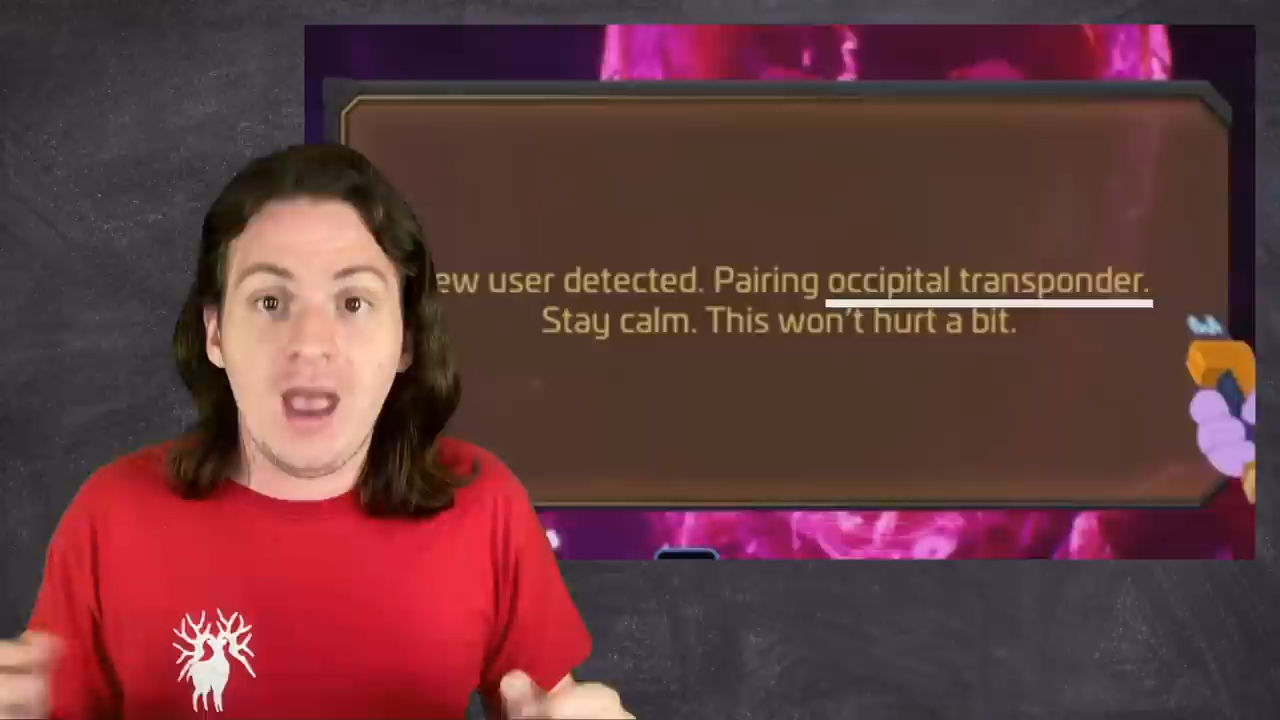 ew user detected. Pairing occipital transponder.
Stay calm. This won't hurt a bit.